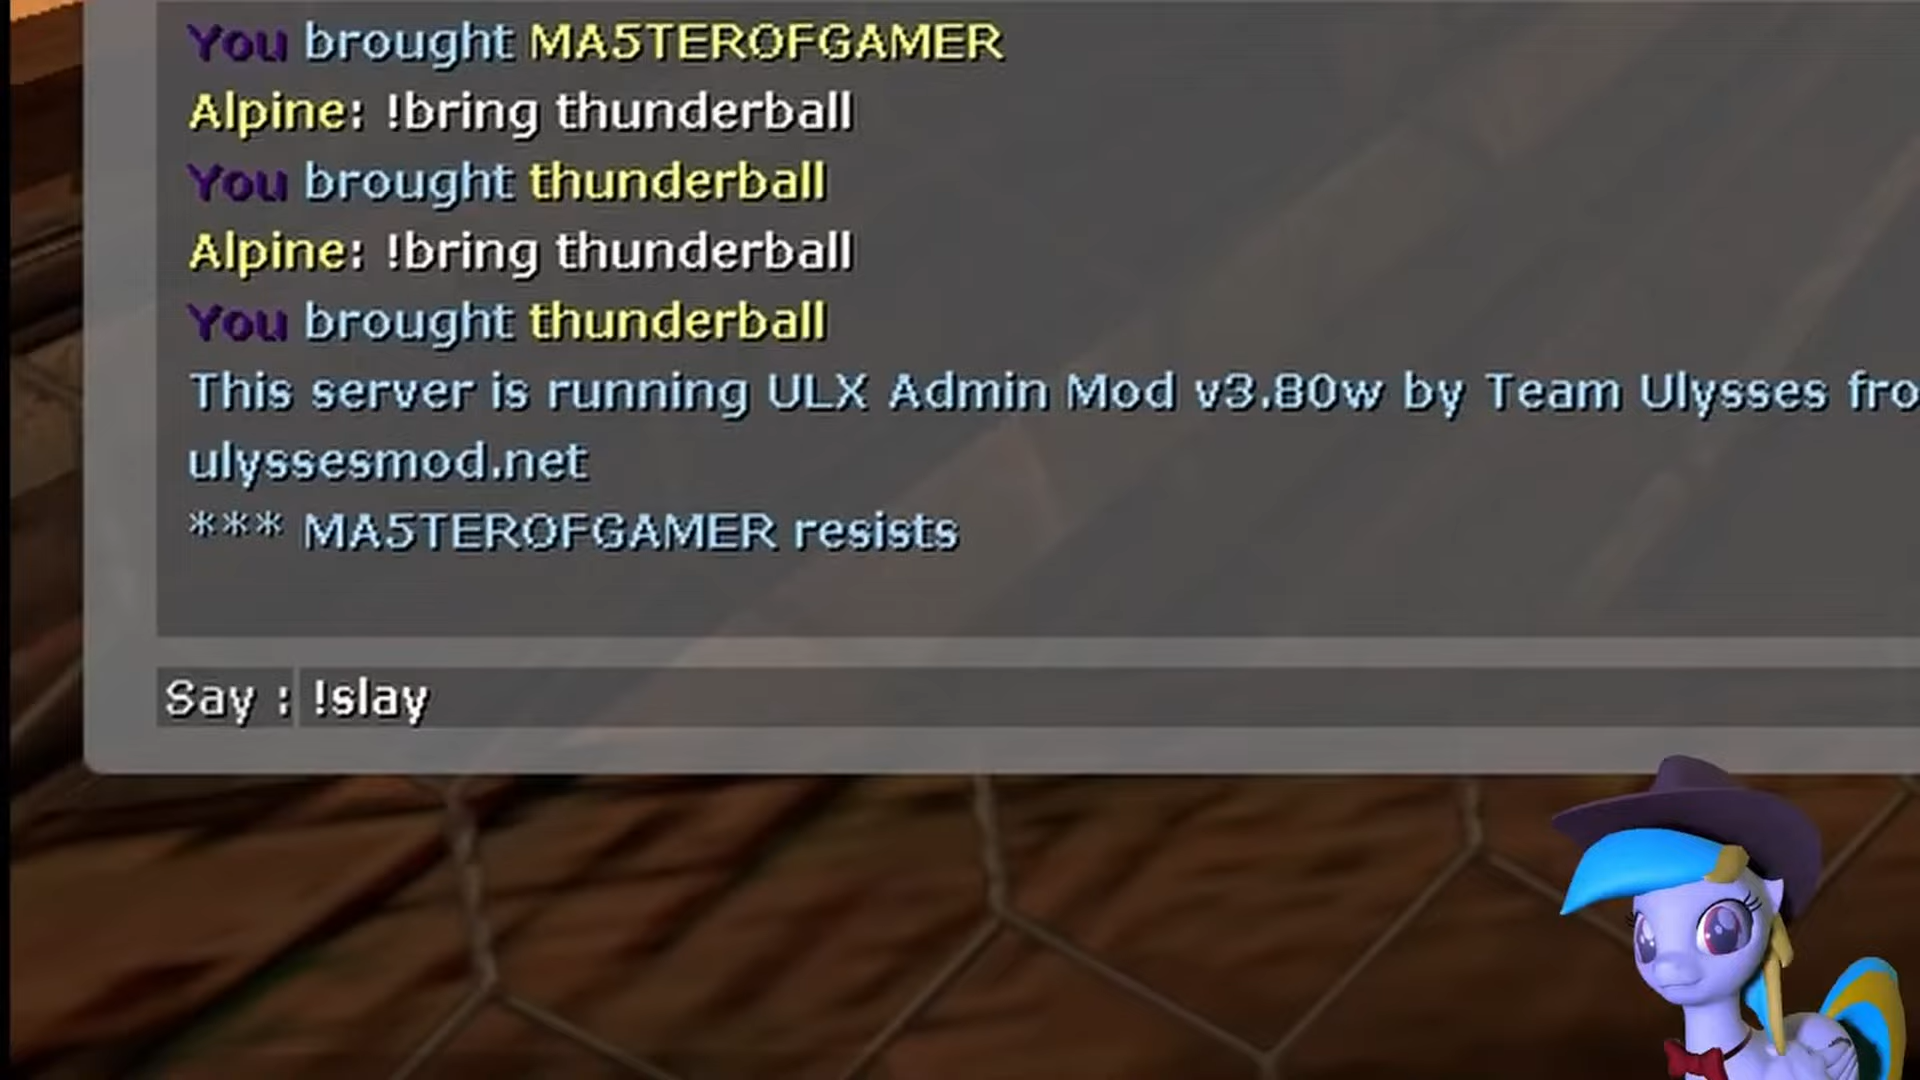 You brought MA5TEROFGAMER
Alpine: !bring thunderball
You brought thunderball
Alpine: !bring thunderball
You brought thunderball
This server is running ULX Admin Mod v3.80w by Team Ulysses fro
ulyssesmod.net
*** MA5TEROFGAMER resists
Say : !slay